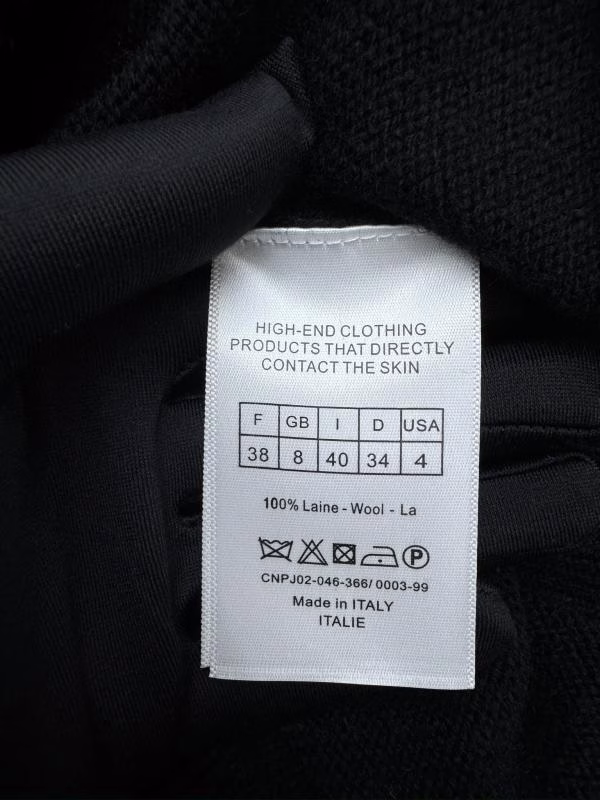 HIGH-END CLOTHING
PRODUCTS THAT DIRECTLY
CONTACT THE SKIN
F GB I D USA
38 8 40 34 4
100% Laine - Wool - La
P
CNPJ02-046-366/ 0003-99
Made in ITALY
ITALIE